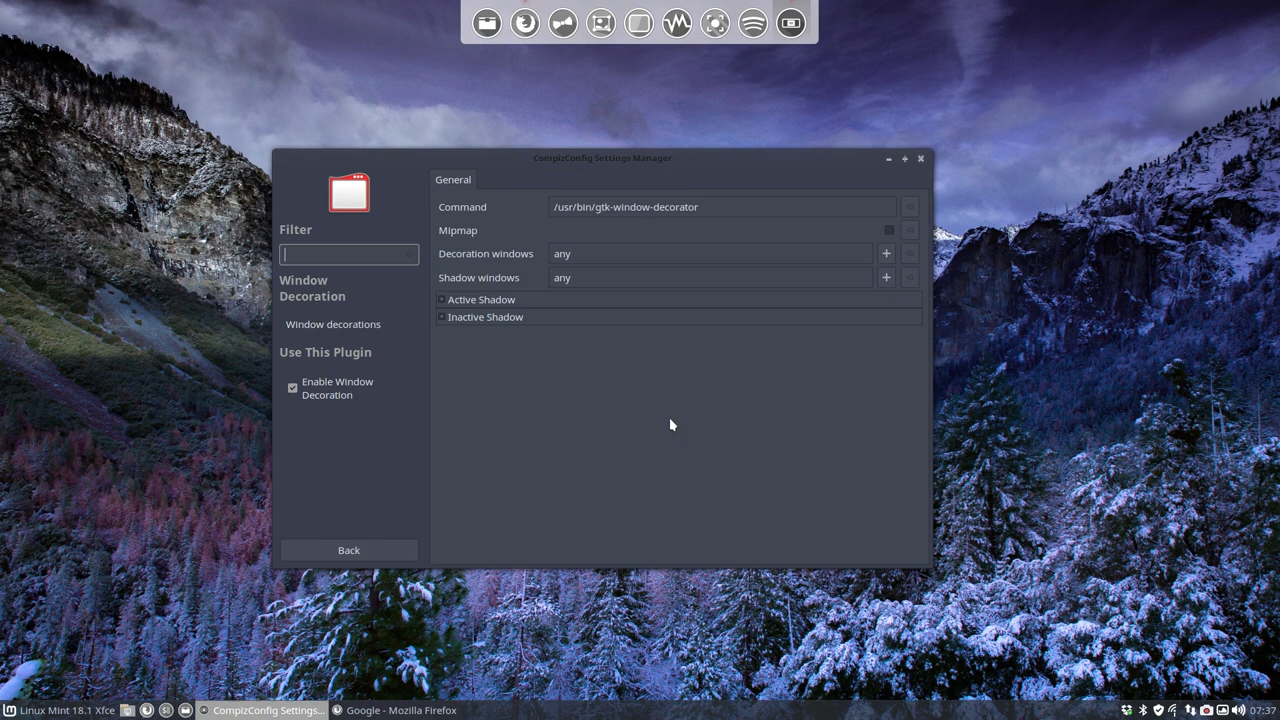 CompizConfig Settings Manager
General
Filter
Window
Decoration
Window decorations
Use This Plugin
Enable Window
Decoration
Back
Command
/usr/bin/gtk-window-decorator
Mipmap
Decoration windows
any
Shadow windows
any
Active Shadow
Inactive Shadow
Linux Mint 18.1 Xfce
CompizConfig Settings...
Google - Mozilla Firefox
07:37